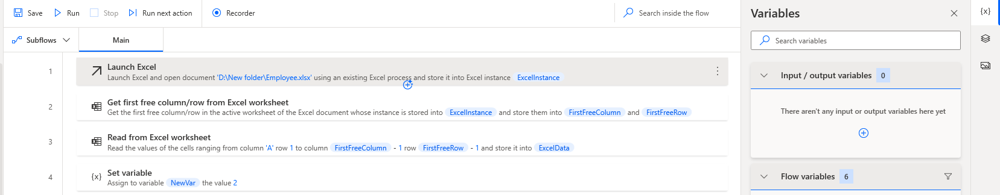 Save Run Stop Run next action Recorder Search inside the flow
Subflows Main
1 Launch Excel
Launch Excel and open document 'D:\New folder\Employee.xlsx' using an existing Excel process and store it into Excel instance ExcelInstance
2 Get first free column/row from Excel worksheet
Get the first free column/row in the active worksheet of the Excel document whose instance is stored into ExcelInstance and store them into FirstFreeColumn and FirstFreeRow
3 Read from Excel worksheet
Read the values of the cells ranging from column 'A' row 1 to column FirstFreeColumn - 1 row FirstFreeRow - 1 and store it into ExcelData
4 {x} Set variable
Assign to variable NewVar the value 2
Variables
Search variables
Input / output variables 0
There aren't any input or output variables here yet
Flow variables 6
{x}